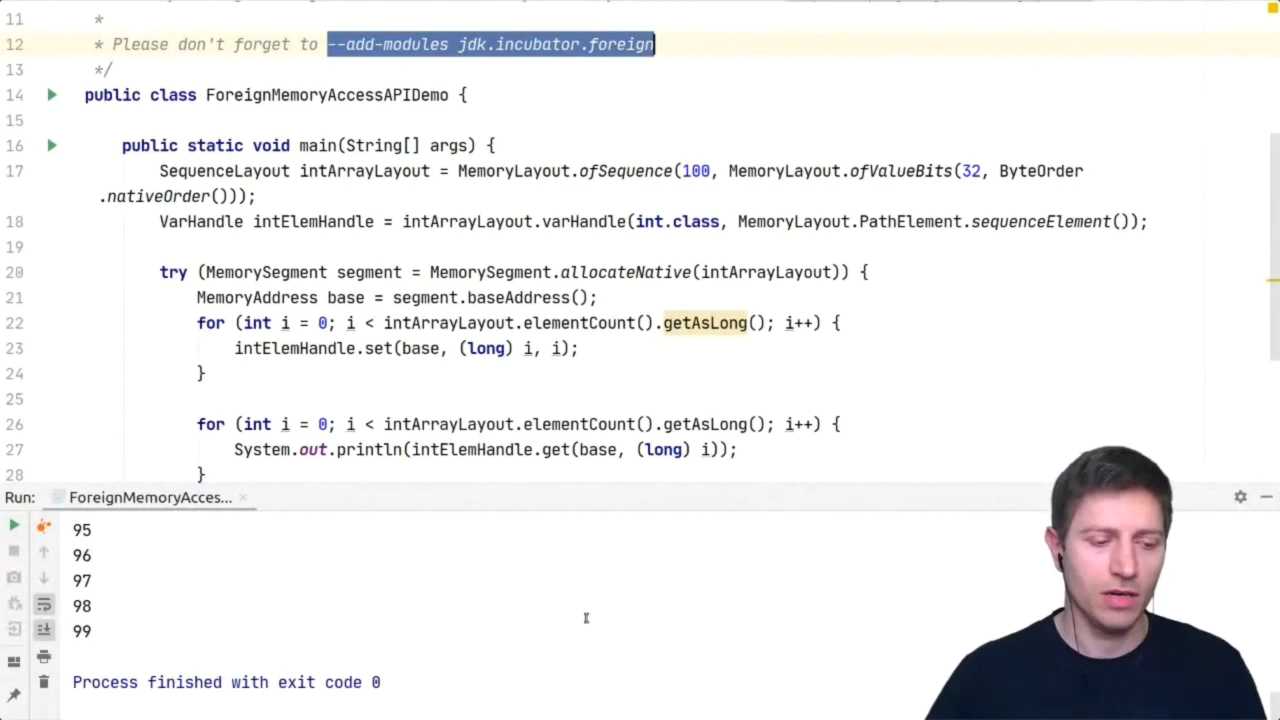 11 *
12 * Please don't forget to --add-modules jdk.incubator.foreign
13 */
14 public class ForeignMemoryAccessAPIDemo {
15
16 public static void main(String[] args) {
17 SequenceLayout intArrayLayout = MemoryLayout.ofSequence(100, MemoryLayout.ofValueBits(32, ByteOrder
.nativeOrder()));
18 VarHandle intElemHandle = intArrayLayout.varHandle(int.class, MemoryLayout.PathElement.sequenceElement());
19
20 try (MemorySegment segment = MemorySegment.allocateNative(intArrayLayout)) {
21 MemoryAddress base = segment.baseAddress();
22 for (int i = 0; i < intArrayLayout.elementCount().getAsLong(); i++) {
23 intElemHandle.set(base, (long) i, i);
24 }
25
26 for (int i = 0; i < intArrayLayout.elementCount().getAsLong(); i++) {
27 System.out.println(intElemHandle.get(base, (long) i));
28 }
Run: ForeignMemoryAcces...
95
96
97
98
99
Process finished with exit code 0